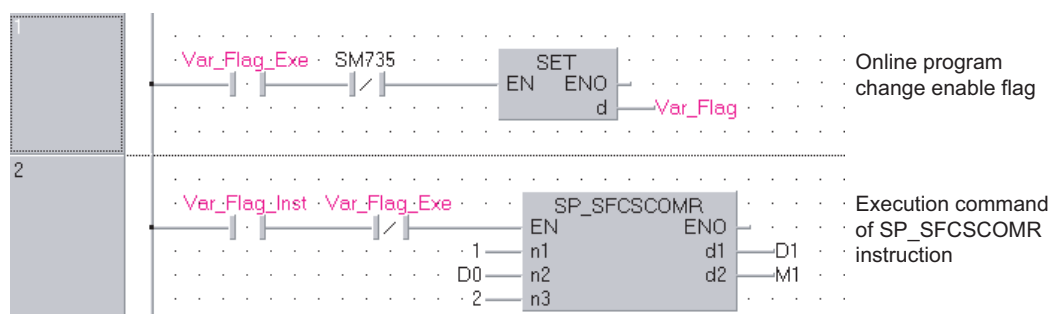 1
Var_Flag_Exe SM735
SET
EN ENO
d Var_Flag
Online program
change enable flag
2
Var_Flag_Inst Var_Flag_Exe
SP_SFCSCOMR
EN ENO
1 n1 d1 D1
D0 n2 d2 M1
2 n3
Execution command
of SP_SFCSCOMR
instruction